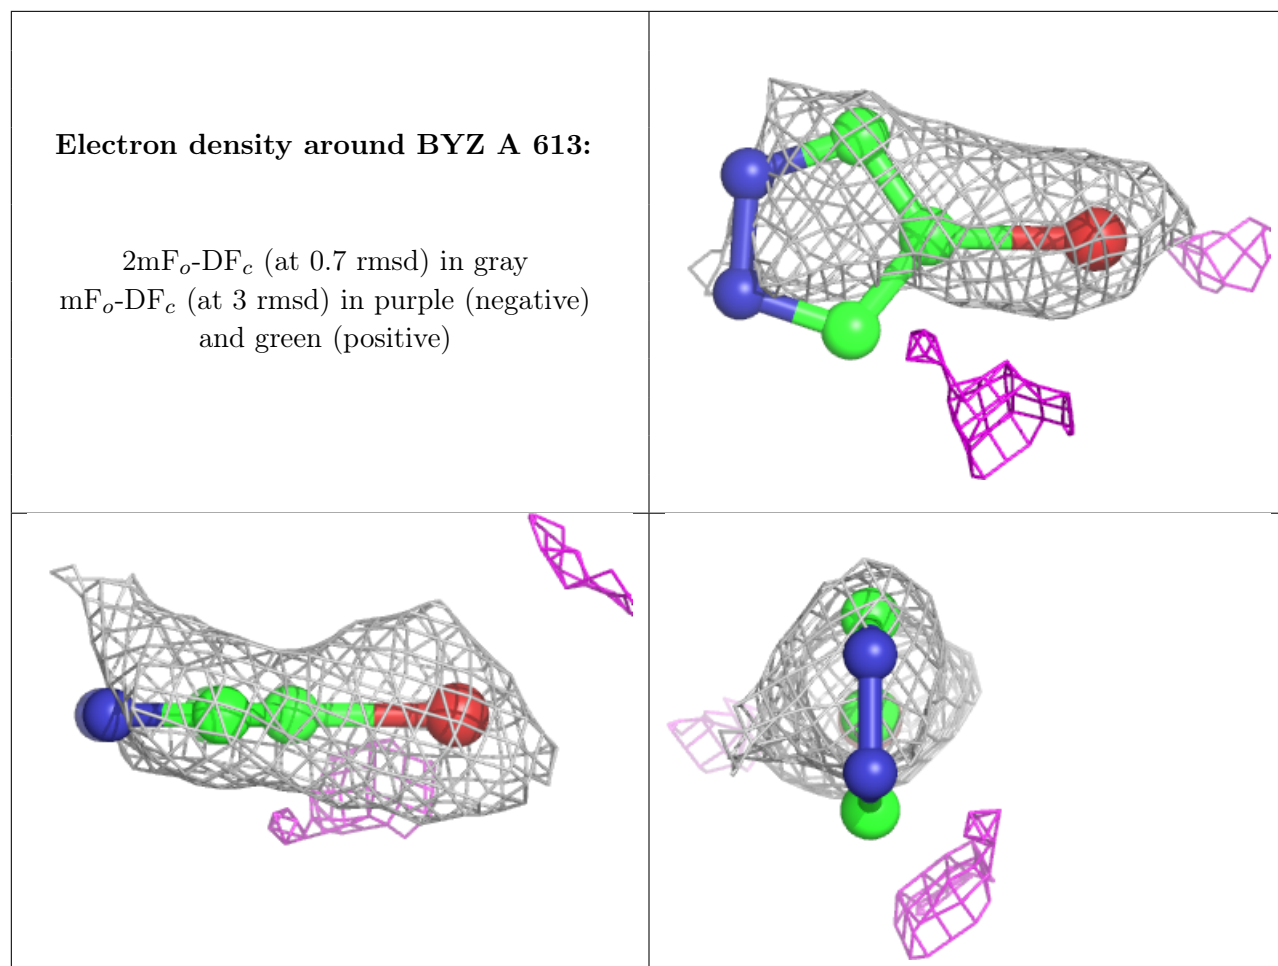 Electron density around BYZ A 613:
2mFo-DFc (at 0.7 rmsd) in gray
mFo-DFc (at 3 rmsd) in purple (negative)
and green (positive)